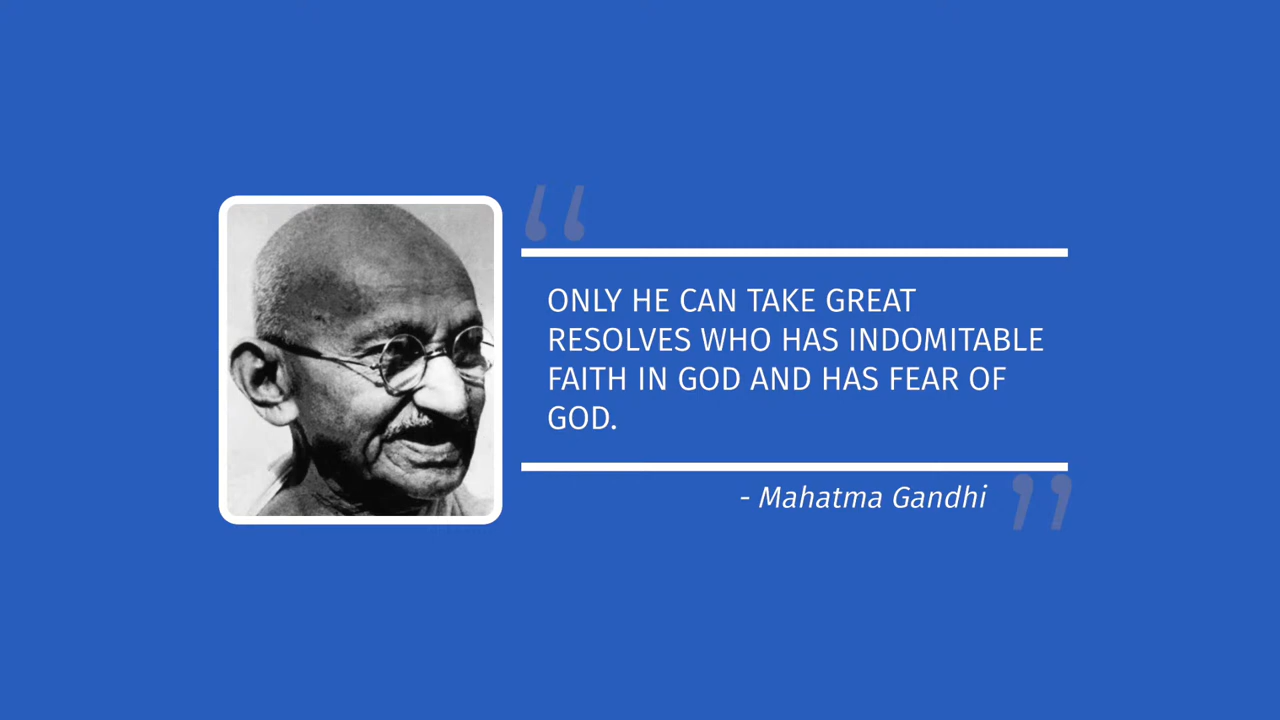 ONLY HE CAN TAKE GREAT
RESOLVES WHO HAS INDOMITABLE
FAITH IN GOD AND HAS FEAR OF
GOD.
- Mahatma Gandhi